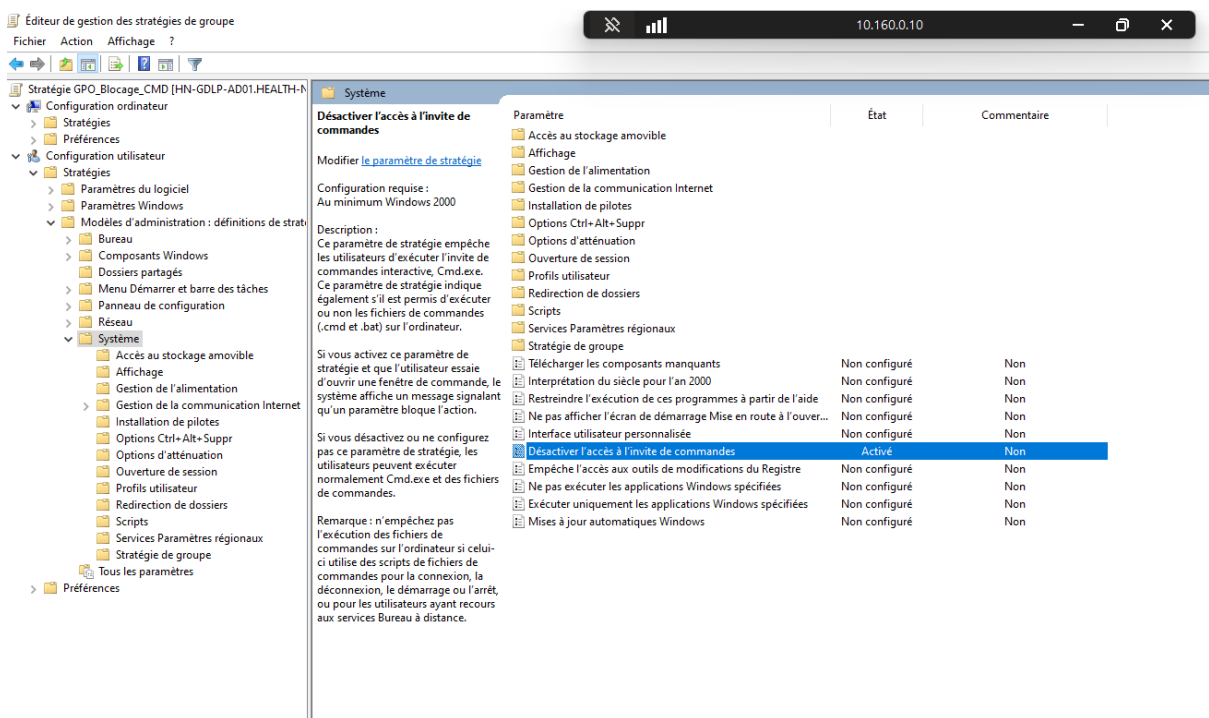 Éditeur de gestion des stratégies de groupe
10.160.0.10
Fichier Action Affichage ?
Stratégie GPO_Blocage_CMD [HN-GDLP-AD01.HEALTH-N
Configuration ordinateur
Stratégies
Préférences
Configuration utilisateur
Stratégies
Paramètres du logiciel
Paramètres Windows
Modèles d'administration : définitions de strat
Bureau
Composants Windows
Dossiers partagés
Menu Démarrer et barre des tâches
Panneau de configuration
Réseau
Système
Accès au stockage amovible
Affichage
Gestion de l'alimentation
Gestion de la communication Internet
Installation de pilotes
Options Ctrl+Alt+Suppr
Options d'atténuation
Ouverture de session
Profils utilisateur
Redirection de dossiers
Scripts
Services Paramètres régionaux
Stratégie de groupe
Tous les paramètres
Préférences
Système
Désactiver l'accès à l'invite de
commandes
Modifier le paramètre de stratégie
Configuration requise :
Au minimum Windows 2000
Description :
Ce paramètre de stratégie empêche
les utilisateurs d'exécuter l'invite de
commandes interactive, Cmd.exe.
Ce paramètre de stratégie indique
également s'il est permis d'exécuter
ou non les fichiers de commandes
(.cmd et .bat) sur l'ordinateur.
Si vous activez ce paramètre de
stratégie et que l'utilisateur essaie
d'ouvrir une fenêtre de commande, le
système affiche un message signalant
qu'un paramètre bloque l'action.
Si vous désactivez ou ne configurez
pas ce paramètre de stratégie, les
utilisateurs peuvent exécuter
normalement Cmd.exe et des fichiers
de commandes.
Remarque : n'empêchez pas
l'exécution des fichiers de
commandes sur l'ordinateur si celui-
ci utilise des scripts de fichiers de
commandes pour la connexion, la
déconnexion, le démarrage ou l'arrêt,
ou pour les utilisateurs ayant recours
aux services Bureau à distance.
Paramètre État Commentaire
Accès au stockage amovible
Affichage
Gestion de l'alimentation
Gestion de la communication Internet
Installation de pilotes
Options Ctrl+Alt+Suppr
Options d'atténuation
Ouverture de session
Profils utilisateur
Redirection de dossiers
Scripts
Services Paramètres régionaux
Stratégie de groupe
Télécharger les composants manquants Non configuré Non
Interprétation du siècle pour l'an 2000 Non configuré Non
Restreindre l'exécution de ces programmes à partir de l'aide Non configuré Non
Ne pas afficher l'écran de démarrage Mise en route à l'ouver... Non configuré Non
Interface utilisateur personnalisée Non configuré Non
Désactiver l'accès à l'invite de commandes Activé Non
Empêche l'accès aux outils de modifications du Registre Non configuré Non
Ne pas exécuter les applications Windows spécifiées Non configuré Non
Exécuter uniquement les applications Windows spécifiées Non configuré Non
Mises à jour automatiques Windows Non configuré Non